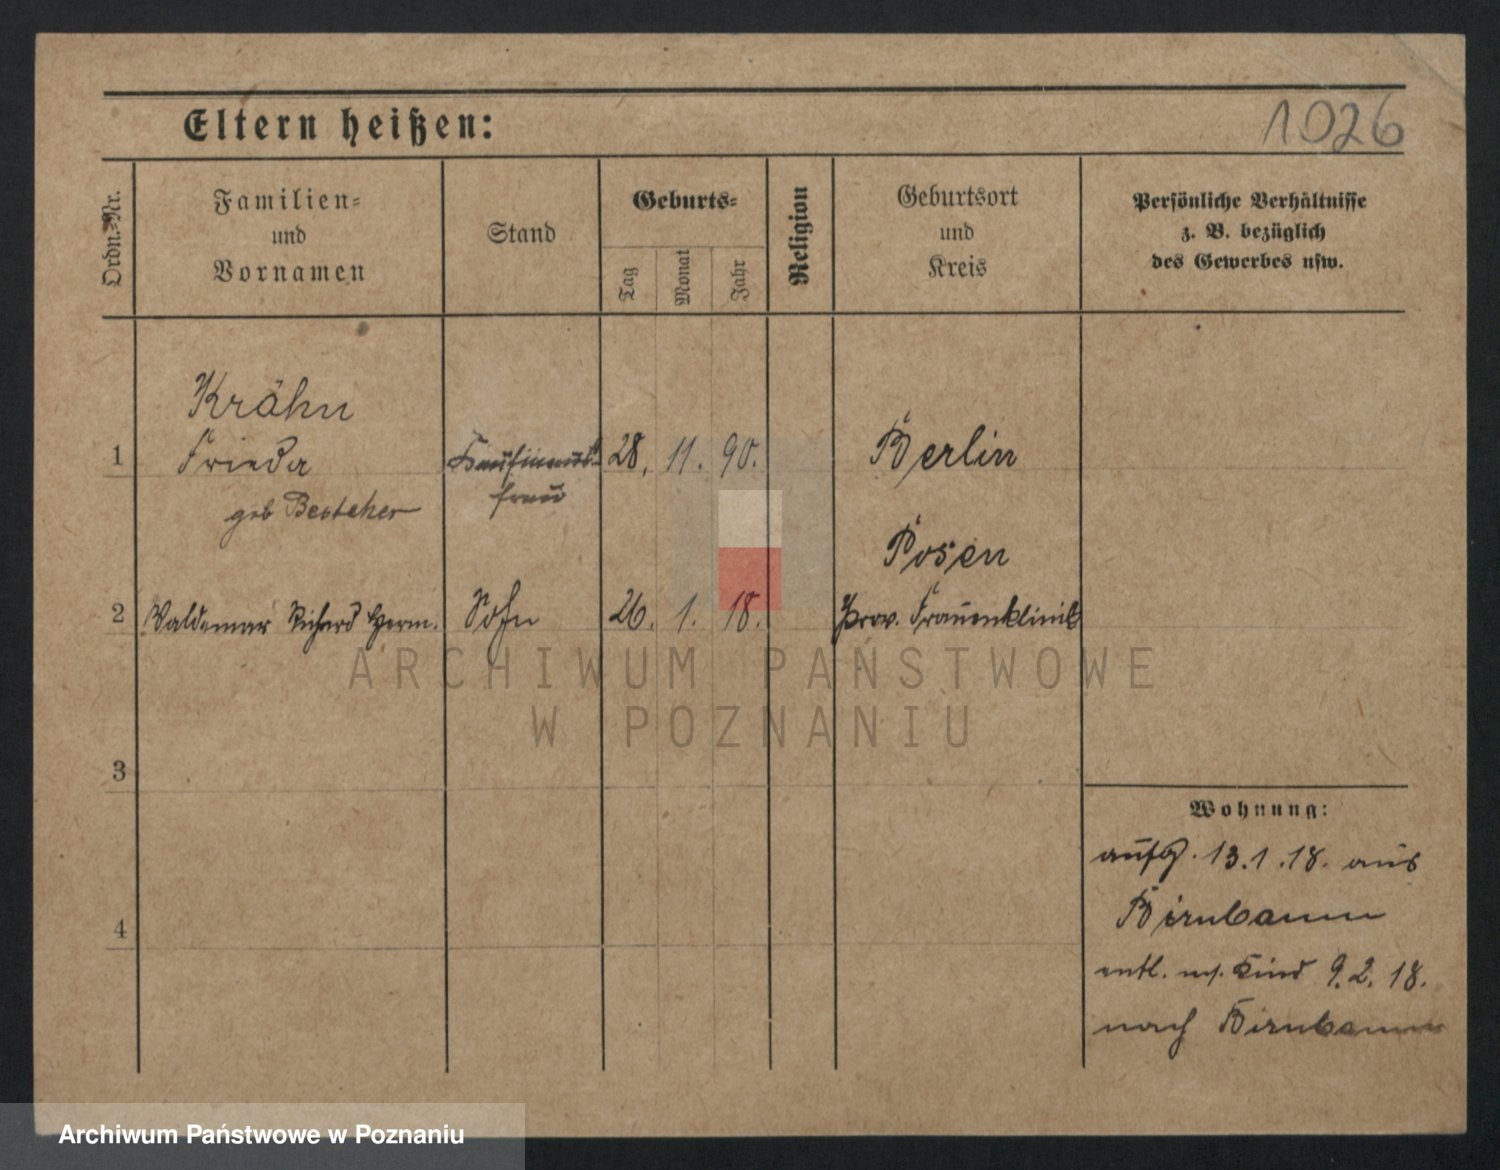 Eltern heißen:
1026
Ordn.-Nr.
Familien-
und
Vornamen
Stand
Geburts-
Tag
Monat
Jahr
Religion
Geburtsort
und
Kreis
Persönliche Verhältnisse
z. B. bezüglich
des Gewerbes usw.
Krähn
1 Frieda Kaufmanns- 28. 11. 90. Berlin
frau
geb Besteher
Posen
2 Waldemar Richard Herm. Sohn 26. 1. 18. Prov. Frauenklinik
ARCHIWUM PAŃSTWOWE
W POZNANIU
3
Wohnung:
aufg. 13.1.18. aus
Birnbaum
4
entl. m. Kind 9.2.18.
nach Birnbaum
Archiwum Państwowe w Poznaniu